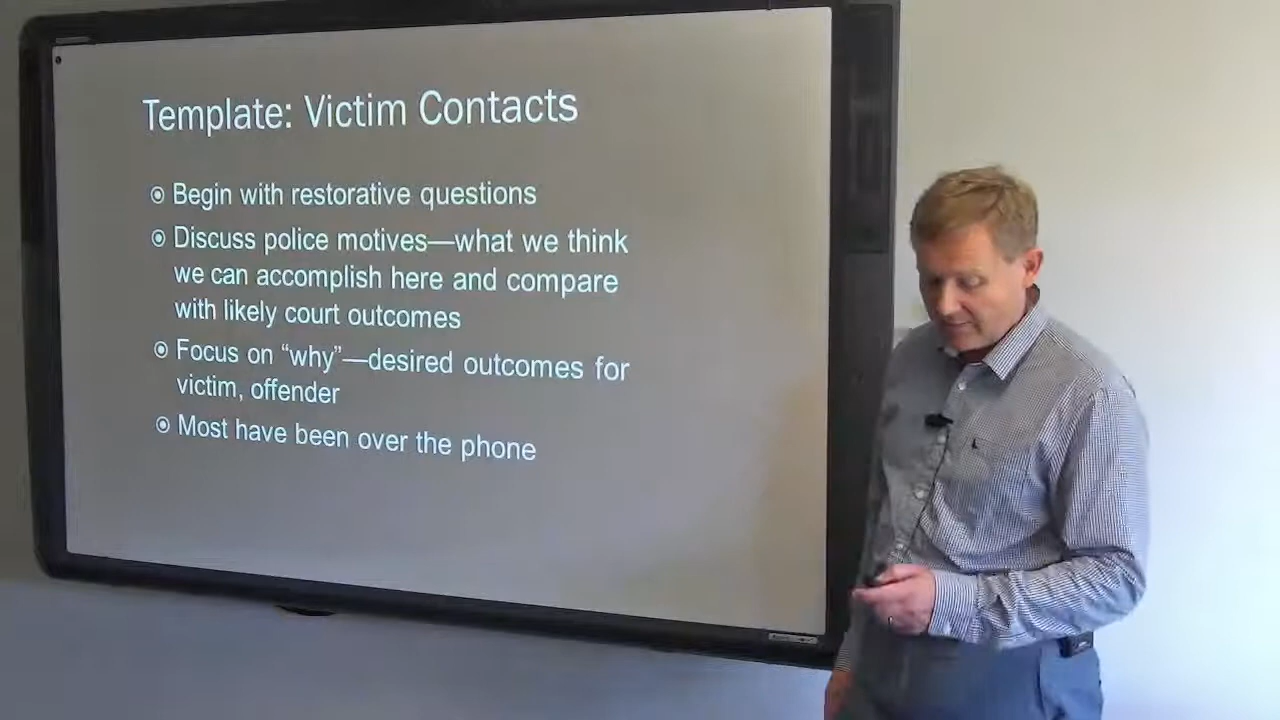 Template: Victim Contacts
Begin with restorative questions
Discuss police motives—what we think
we can accomplish here and compare
with likely court outcomes
Focus on “why”—desired outcomes for
victim, offender
Most have been over the phone